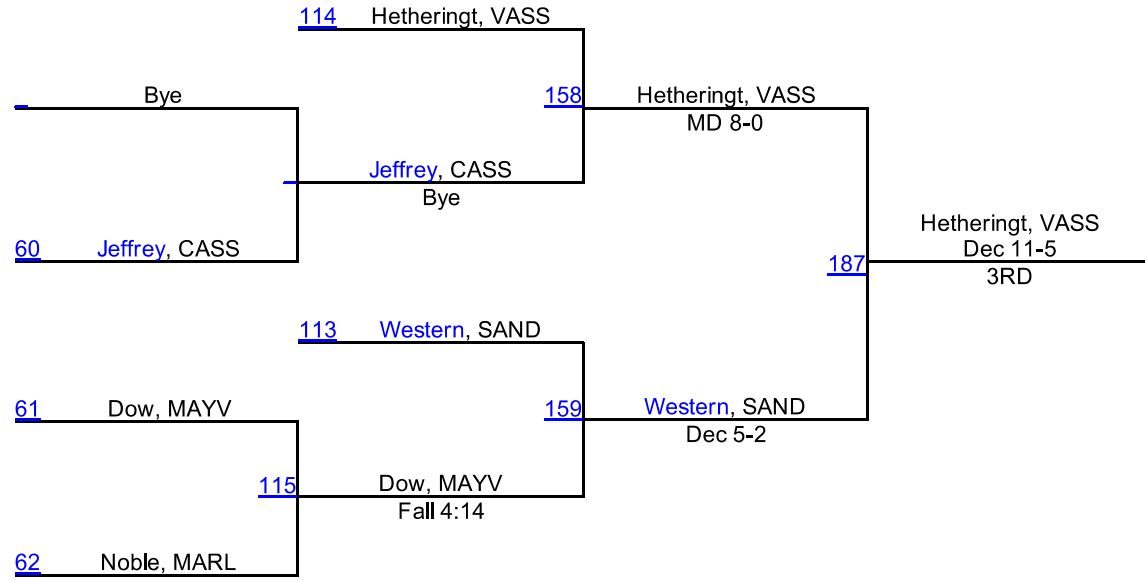 114 Hetheringt, VASS
Bye
158 Hetheringt, VASS
MD 8-0
Jeffrey, CASS
Bye
60 Jeffrey, CASS
Hetheringt, VASS
Dec 11-5
187
3RD
113 Western, SAND
61 Dow, MAYV
159 Western, SAND
Dec 5-2
115 Dow, MAYV
Fall 4:14
62 Noble, MARL